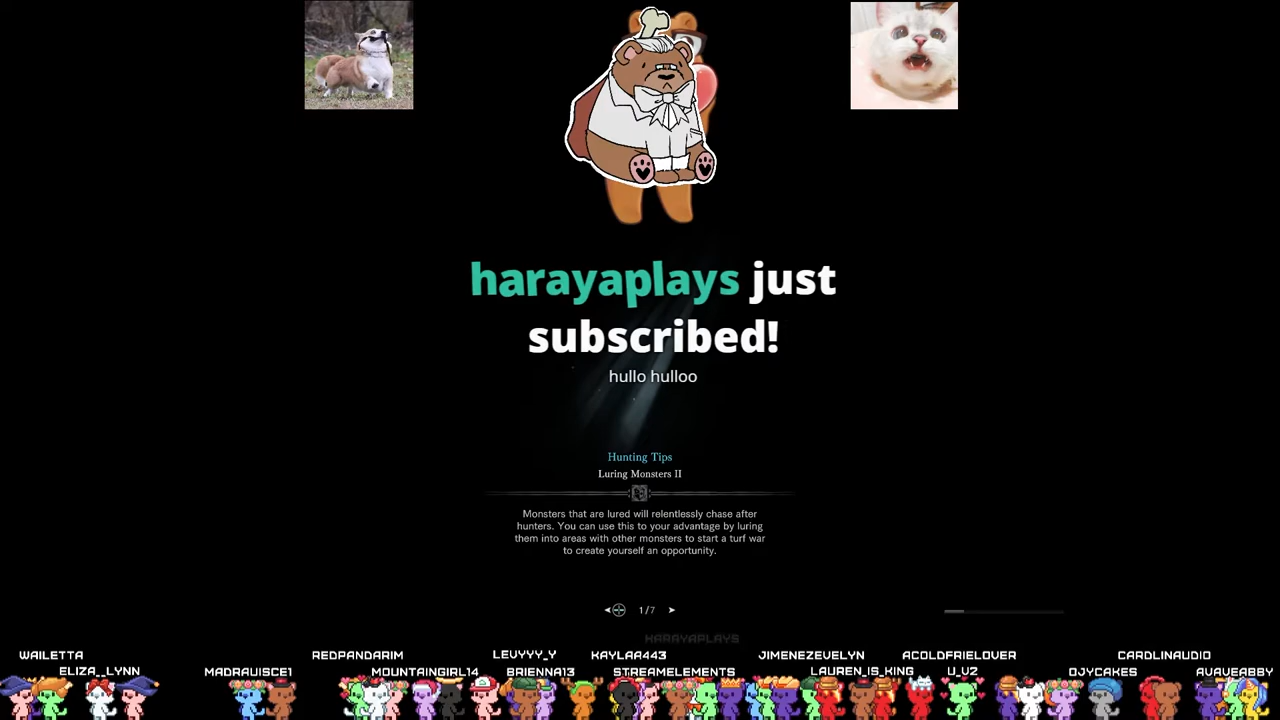 harayaplays just
subscribed!
hullo hulloo
Hunting Tips
Luring Monsters II
Monsters that are lured will relentlessly chase after
hunters. You can use this to your advantage by luring
them into areas with other monsters to start a turf war
to create yourself an opportunity.
1/7
HARAYAPLAYS
WAILETTA
REDPANDARIM
LEVYYY_Y
KAYLAA443
JIMENEZEVELYN
ACOLDFRIELOVER
CARDLINAUDIO
ELIZA_LYNN
MADRAVISCE1
MOUNTAINGIRL14
BRIENNA13
STREAMELEMENTS
LAUREN_IS_KING
U_U2
OJYCAKES
AVAVEABBY